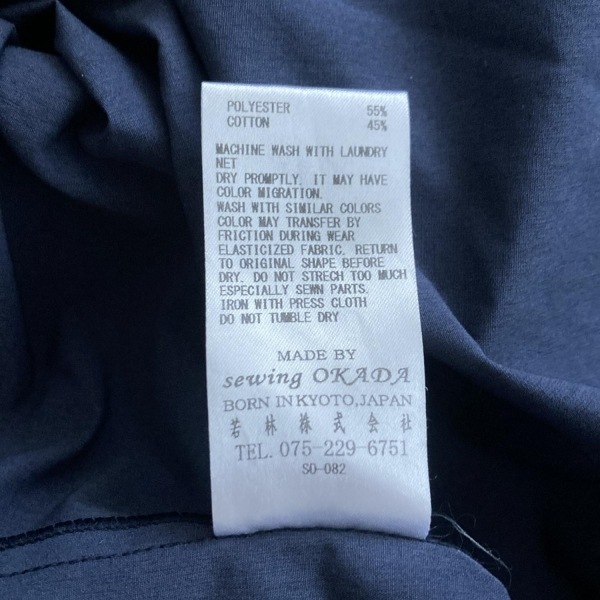 POLYESTER 55%
COTTON 45%
MACHINE WASH WITH LAUNDRY
NET
DRY PROMPTLY. IT MAY HAVE
COLOR MIGRATION.
WASH WITH SIMILAR COLORS
COLOR MAY TRANSFER BY
FRICTION DURING WEAR
ELASTICIZED FABRIC. RETURN
TO ORIGINAL SHAPE BEFORE
DRY. DO NOT STRECH TOO MUCH
ESPECIALLY SEWN PARTS.
IRON WITH PRESS CLOTH
DO NOT TUMBLE DRY
MADE BY
sewing OKADA
BORN IN KYOTO, JAPAN
若林株式会社
TEL. 075-229-6751
SO-082